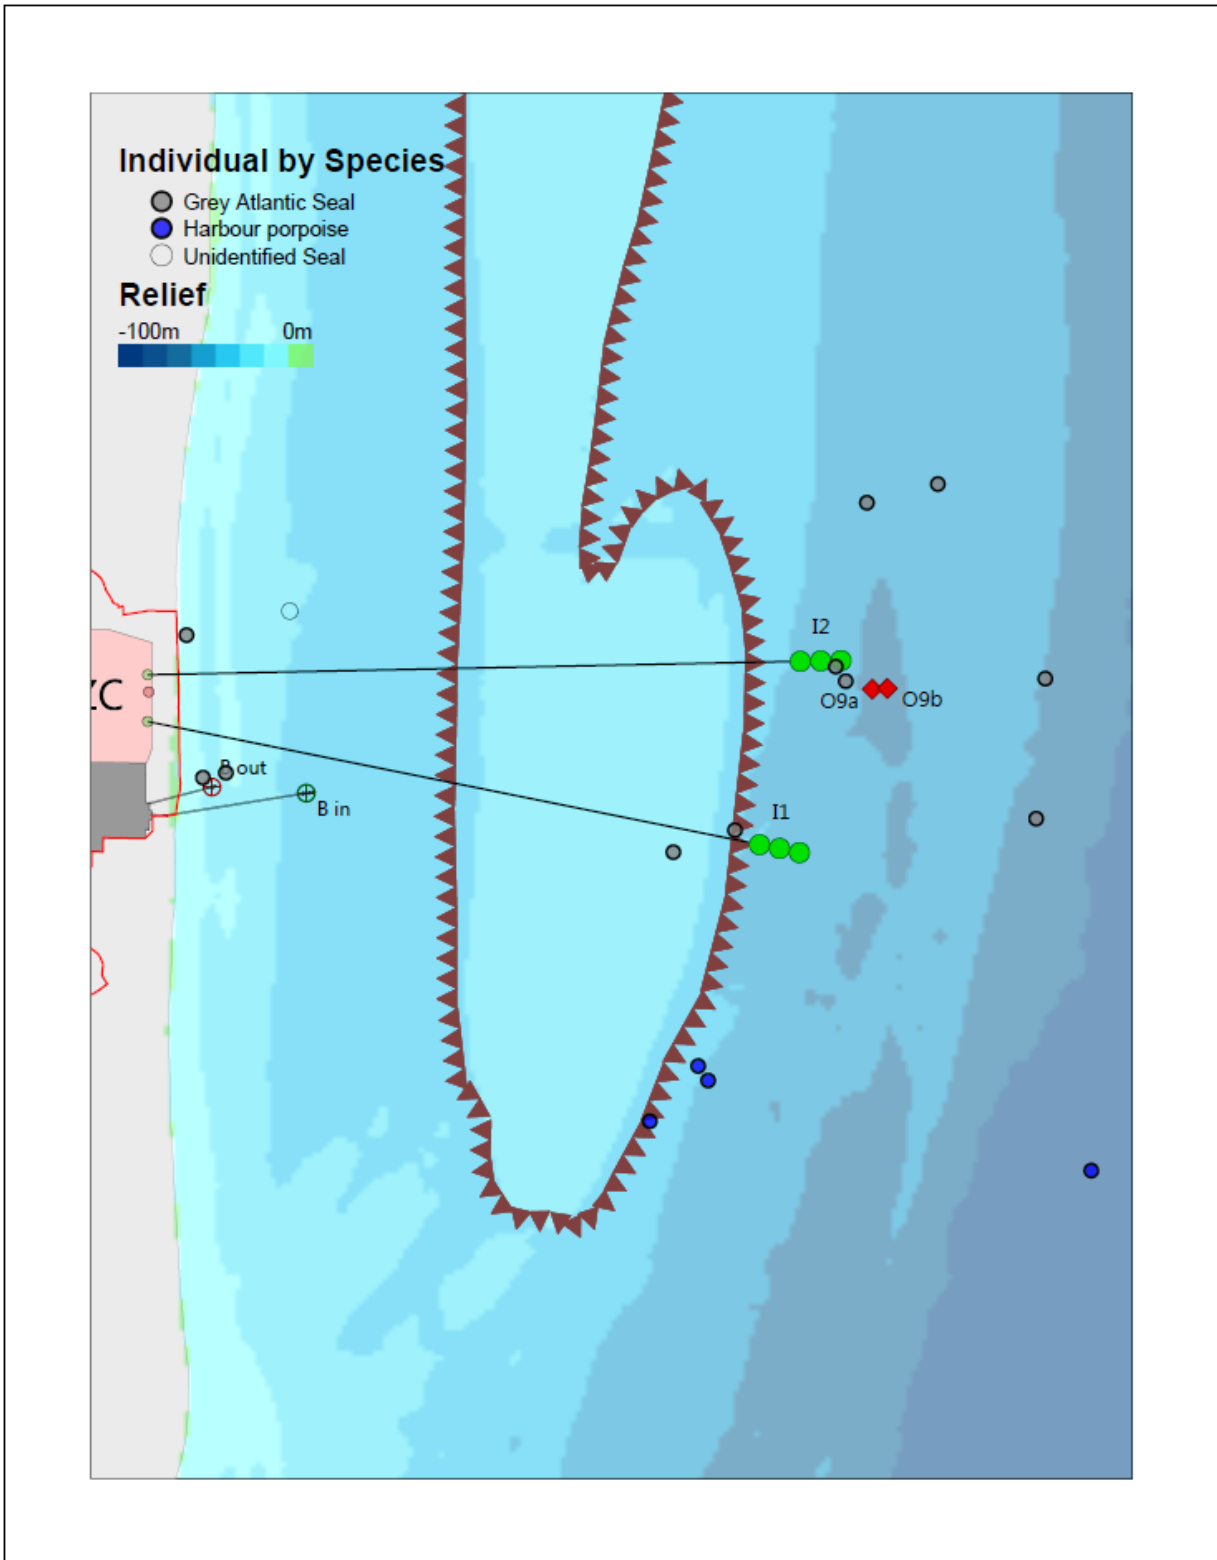 Individual by Species
Grey Atlantic Seal
Harbour porpoise
Unidentified Seal
Relief
-100m 0m
I2
O9a O9b
B out
B in
I1